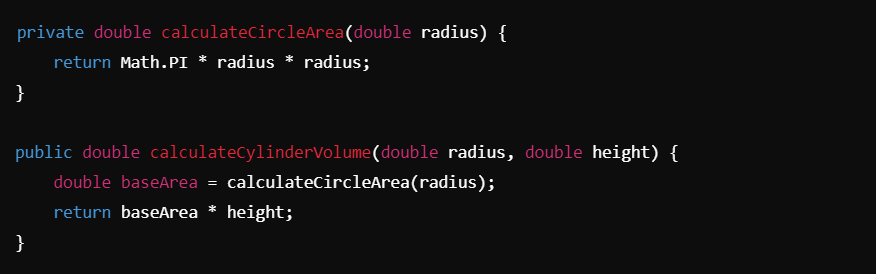 private double calculateCircleArea(double radius) {
    return Math.PI * radius * radius;
}

public double calculateCylinderVolume(double radius, double height) {
    double baseArea = calculateCircleArea(radius);
    return baseArea * height;
}